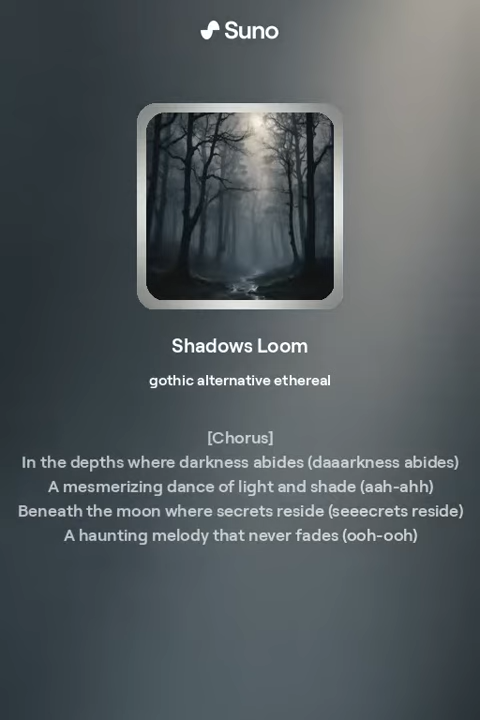 Suno
Shadows Loom
gothic alternative ethereal
[Chorus]
In the depths where darkness abides (daaarkness abides)
A mesmerizing dance of light and shade (aah-ahh)
Beneath the moon where secrets reside (seeecrets reside)
A haunting melody that never fades (ooh-ooh)